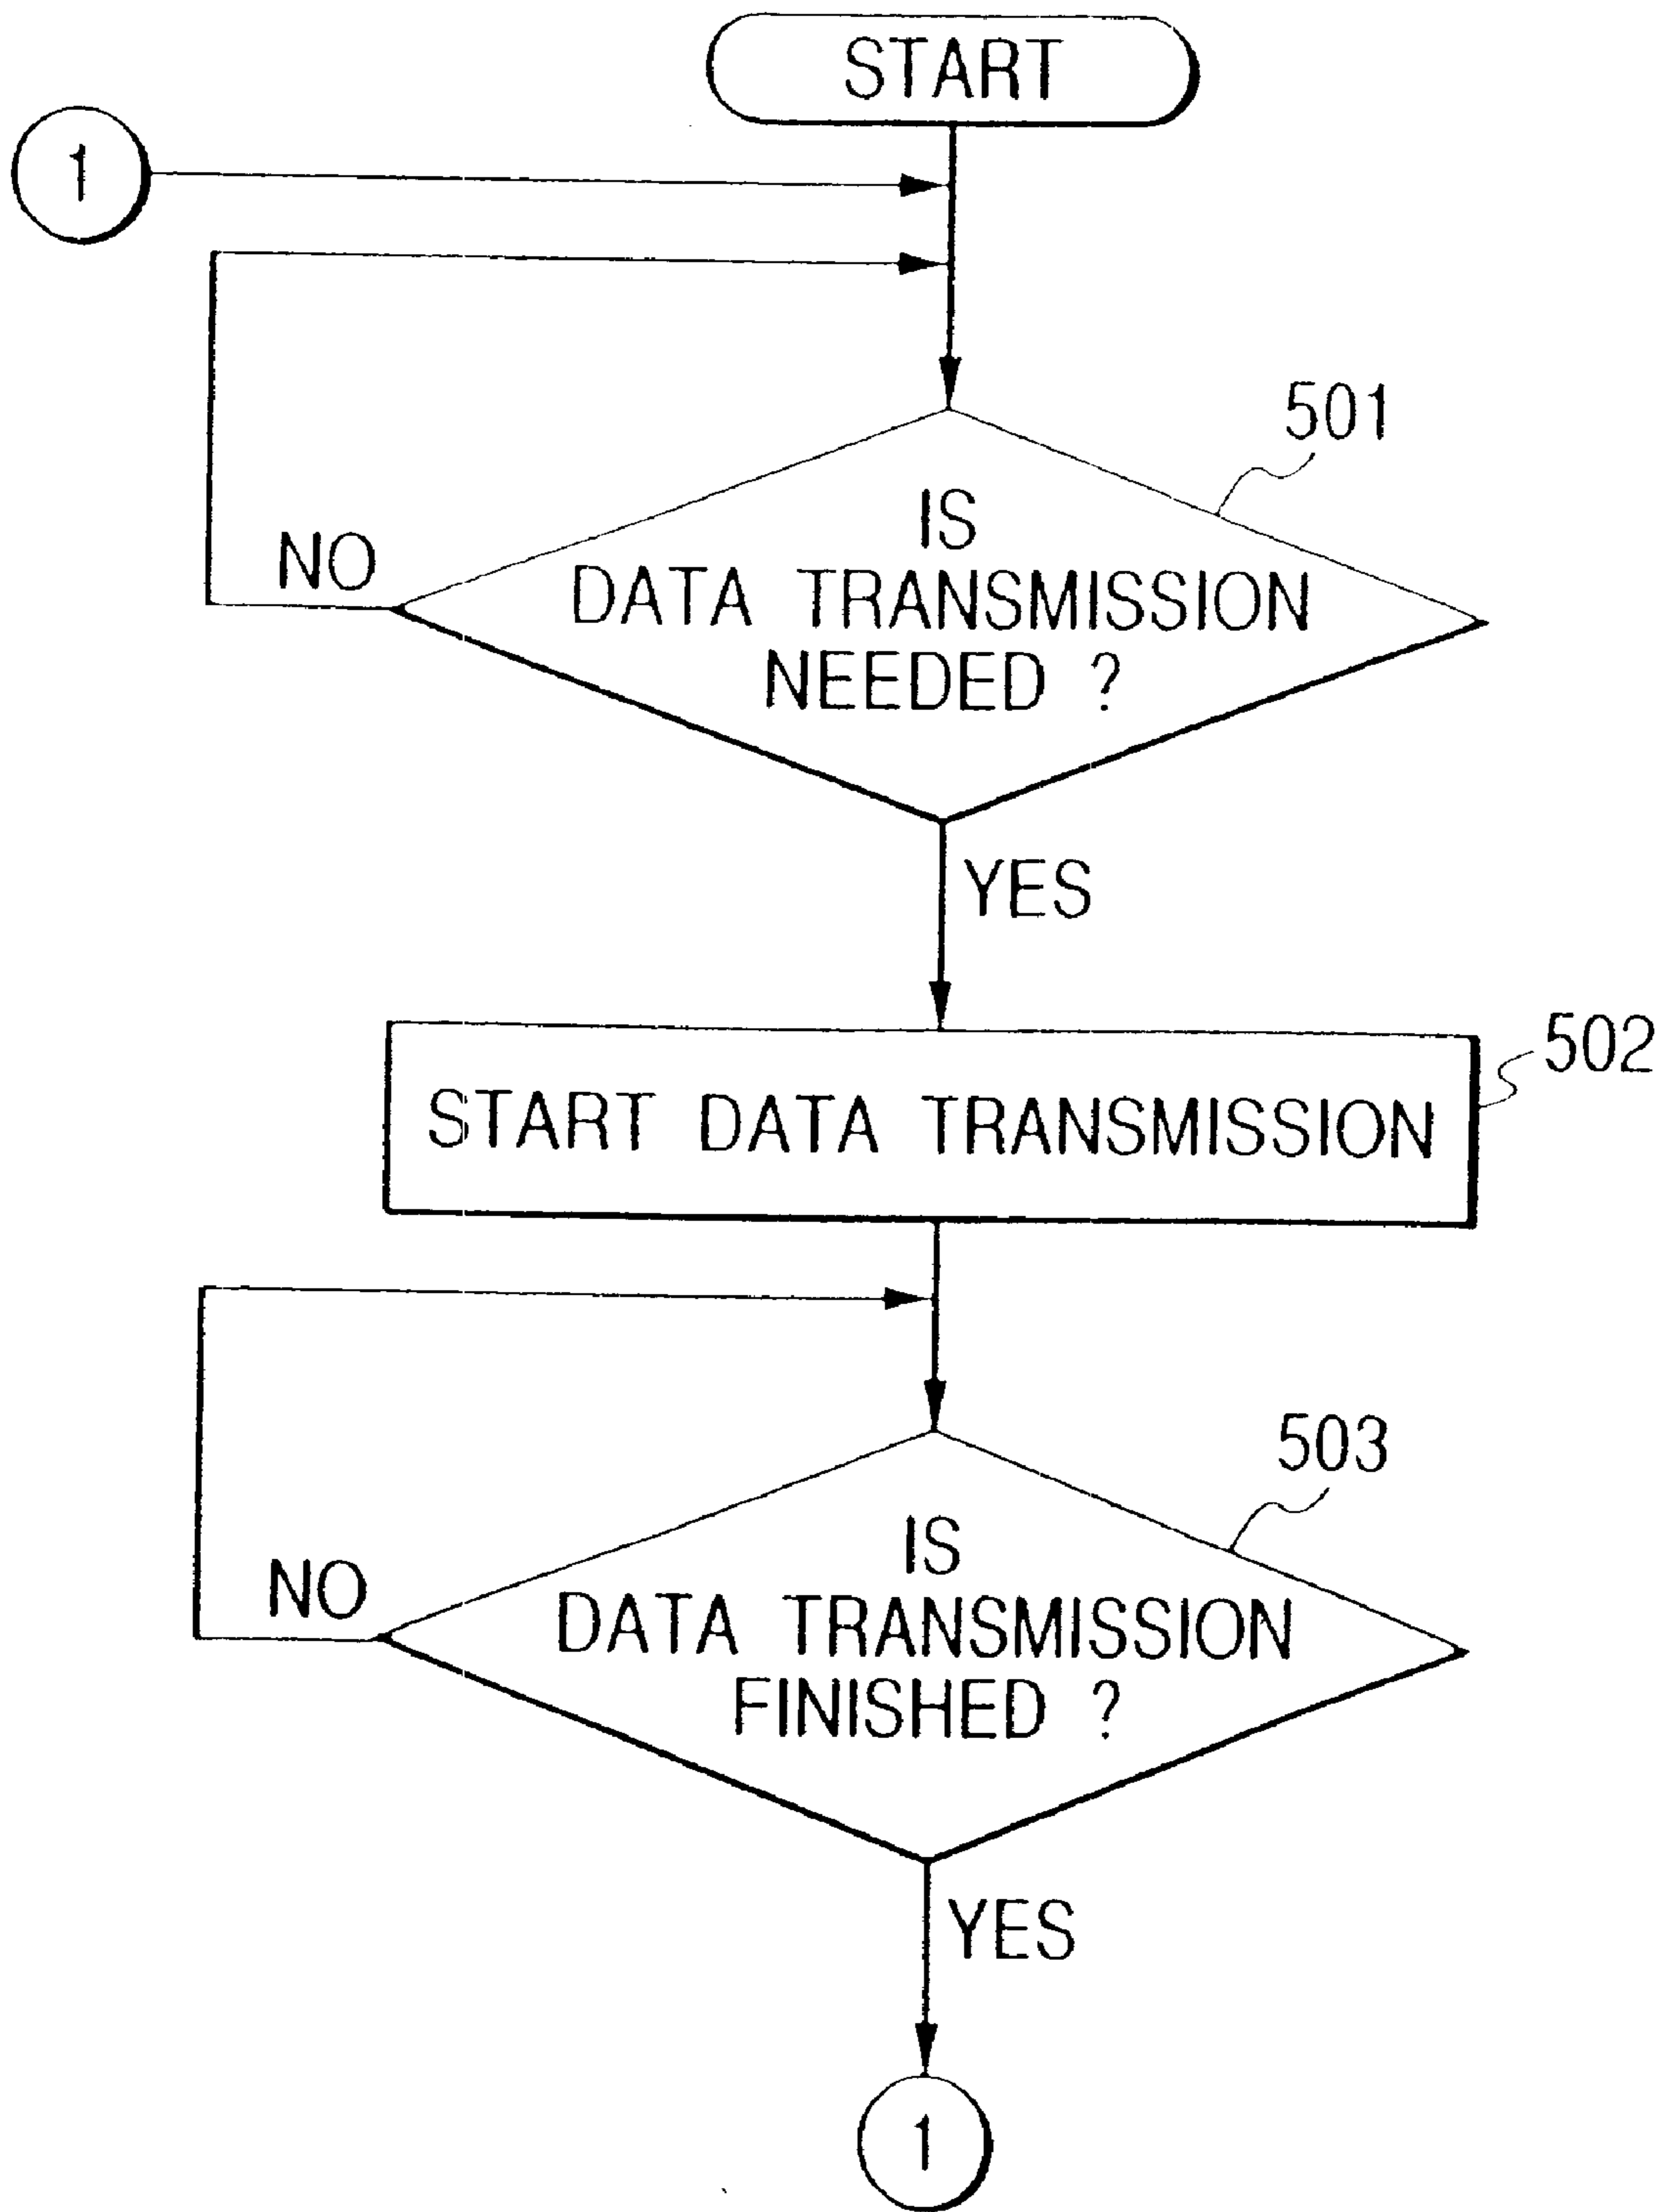 START
1
501
IS
DATA TRANSMISSION
NEEDED ?
NO
YES
502
START DATA TRANSMISSION
503
IS
DATA TRANSMISSION
FINISHED ?
NO
YES
1